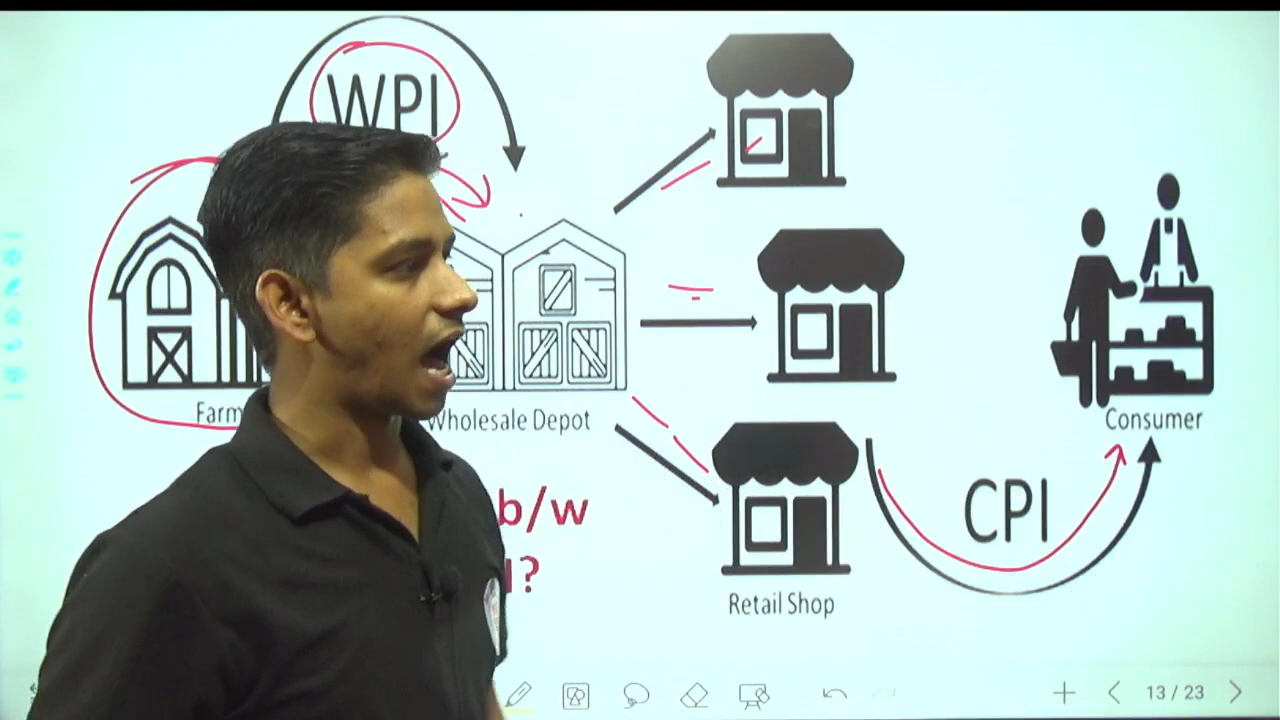 WPI
Farm
Wholesale Depot
Consumer
CPI
b/w
I?
Retail Shop
13 / 23